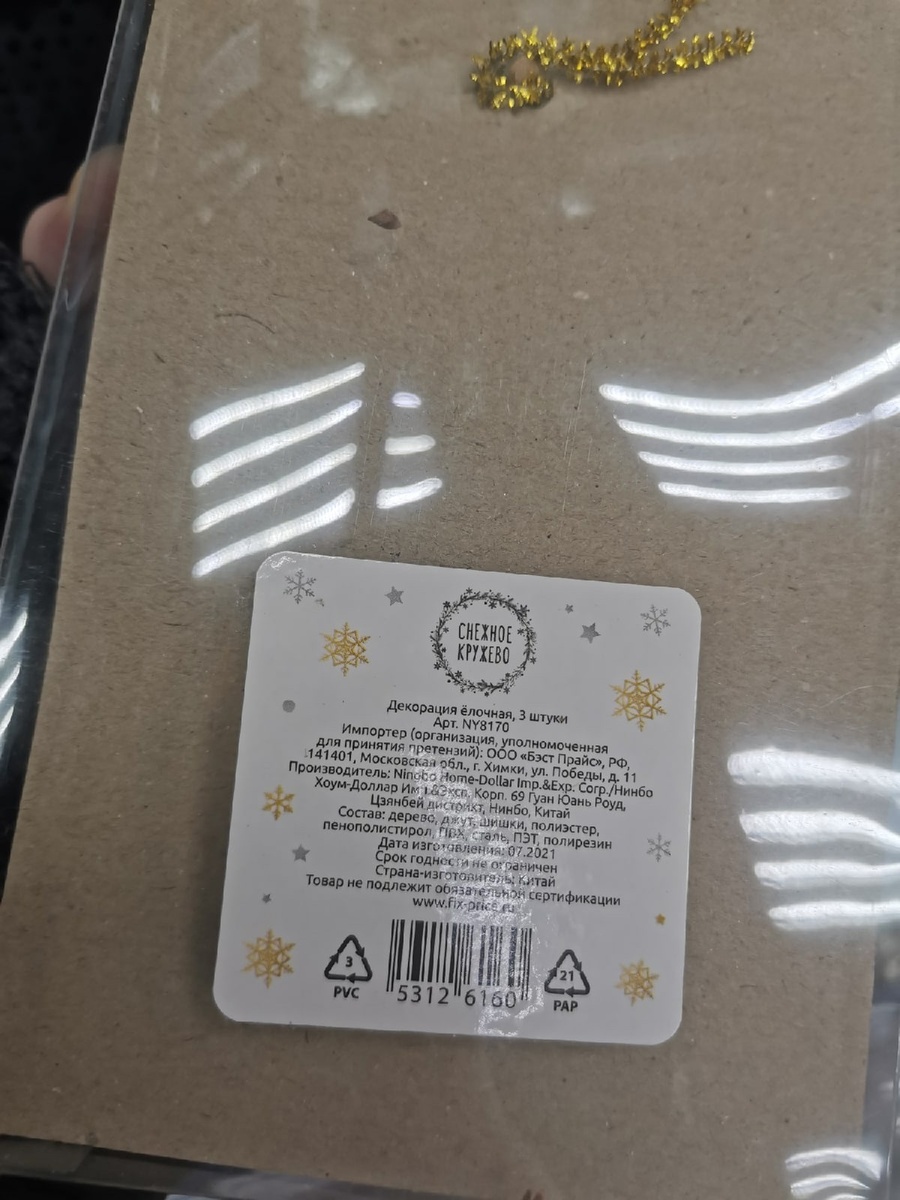 СНЕЖНОЕ
КРУЖЕВО
Декорация ёлочная, 3 штуки
Арт. NY8170
Импортер (организация, уполномоченная
для принятия претензий): ООО «Бэст Прайс», РФ,
141401, Московская обл., г. Химки, ул. Победы, д. 11
Производитель: Ningbo Home-Dollar Imp.&Exp. Corp./Нинбо
Хоум-Доллар Имп.&Эксп. Корп. 69 Гуан Юань Роуд,
Цзянбей дистрикт, Нинбо, Китай
Состав: дерево, джут, шишки, полиэстер,
пенополистирол, ПВХ, сталь, ПЭТ, полирезин
Дата изготовления: 07.2021
Срок годности не ограничен
Страна-изготовитель: Китай
Товар не подлежит обязательной сертификации
www.fix-price.ru
3
PVC
5312 6160
21
PAP